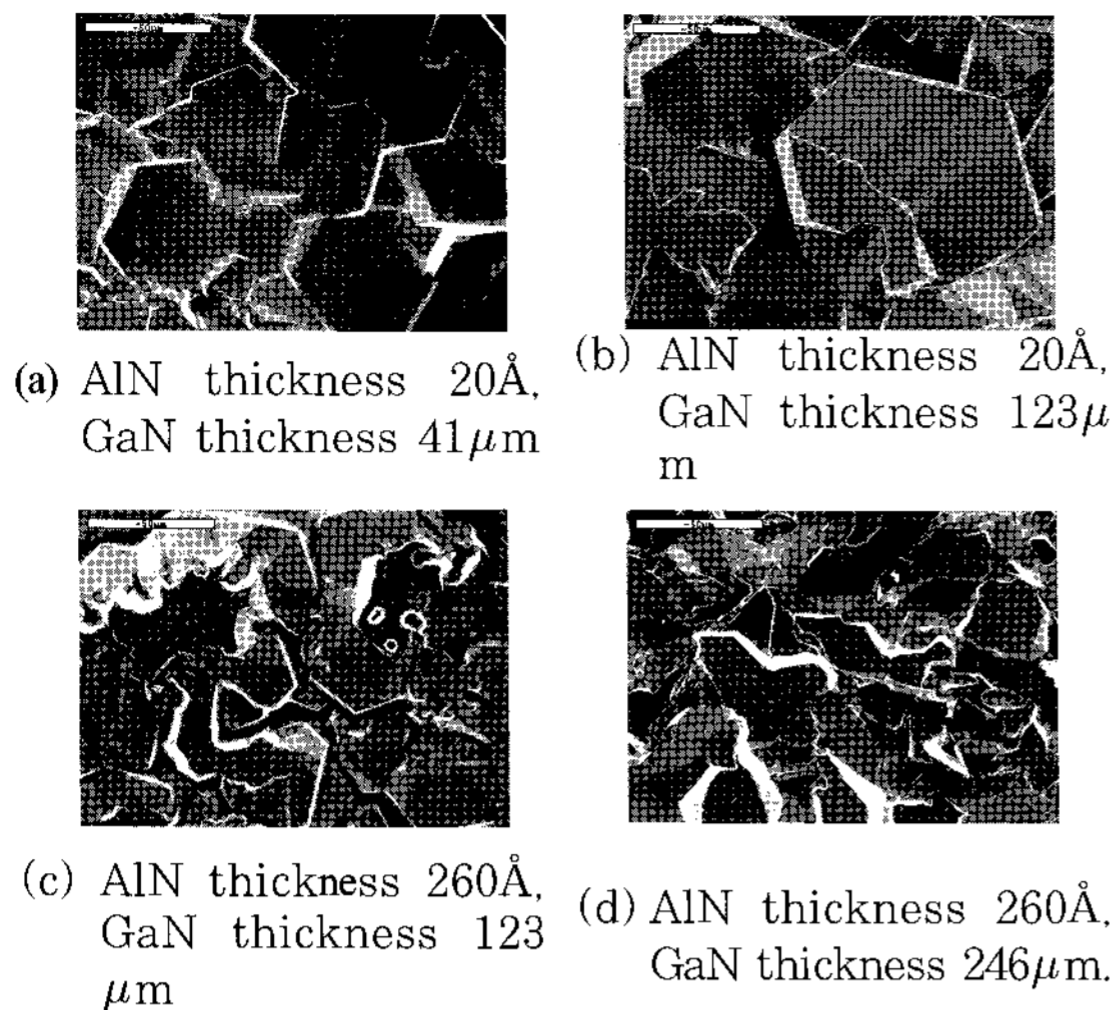 (a) AlN thickness 20Å,
GaN thickness 41μm
(b) AlN thickness 20Å,
GaN thickness 123μ
m
(c) AlN thickness 260Å,
GaN thickness 123
μm
(d) AlN thickness 260Å,
GaN thickness 246μm.